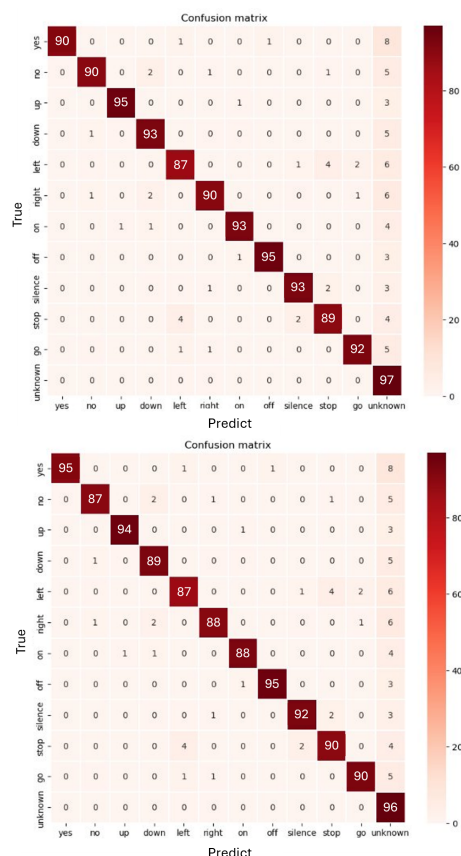 Confusion matrix
yes 90 0 0 0 1 0 0 1 0 0 0 8
no 0 90 0 2 0 1 0 0 0 1 0 5
up 0 0 95 0 0 0 1 0 0 0 0 3
down 0 1 0 93 0 0 0 0 0 0 0 5
left 0 0 0 0 87 0 0 0 1 4 2 6
right 0 1 0 2 0 90 0 0 0 0 1 6
on 0 0 1 1 0 0 93 0 0 0 0 4
off 0 0 0 0 0 0 1 95 0 0 0 3
silence 0 0 0 0 0 1 0 0 93 2 0 3
stop 0 0 0 0 4 0 0 0 2 89 0 4
go 0 0 0 0 1 1 0 0 0 0 92 5
unknown 0 0 0 0 0 0 0 0 0 0 0 97
yes no up down left right on off silence stop go unknown
True
Predict
80
60
40
20
0
Confusion matrix
yes 95 0 0 0 1 0 0 1 0 0 0 8
no 0 87 0 2 0 1 0 0 0 1 0 5
up 0 0 94 0 0 0 1 0 0 0 0 3
down 0 1 0 89 0 0 0 0 0 0 0 5
left 0 0 0 0 87 0 0 0 1 4 2 6
right 0 1 0 2 0 88 0 0 0 0 1 6
on 0 0 1 1 0 0 88 0 0 0 0 4
off 0 0 0 0 0 0 1 95 0 0 0 3
silence 0 0 0 0 0 1 0 0 92 2 0 3
stop 0 0 0 0 4 0 0 0 2 90 0 4
go 0 0 0 0 1 1 0 0 0 0 90 5
unknown 0 0 0 0 0 0 0 0 0 0 0 96
yes no up down left right on off silence stop go unknown
True
Predict
80
60
40
20
0